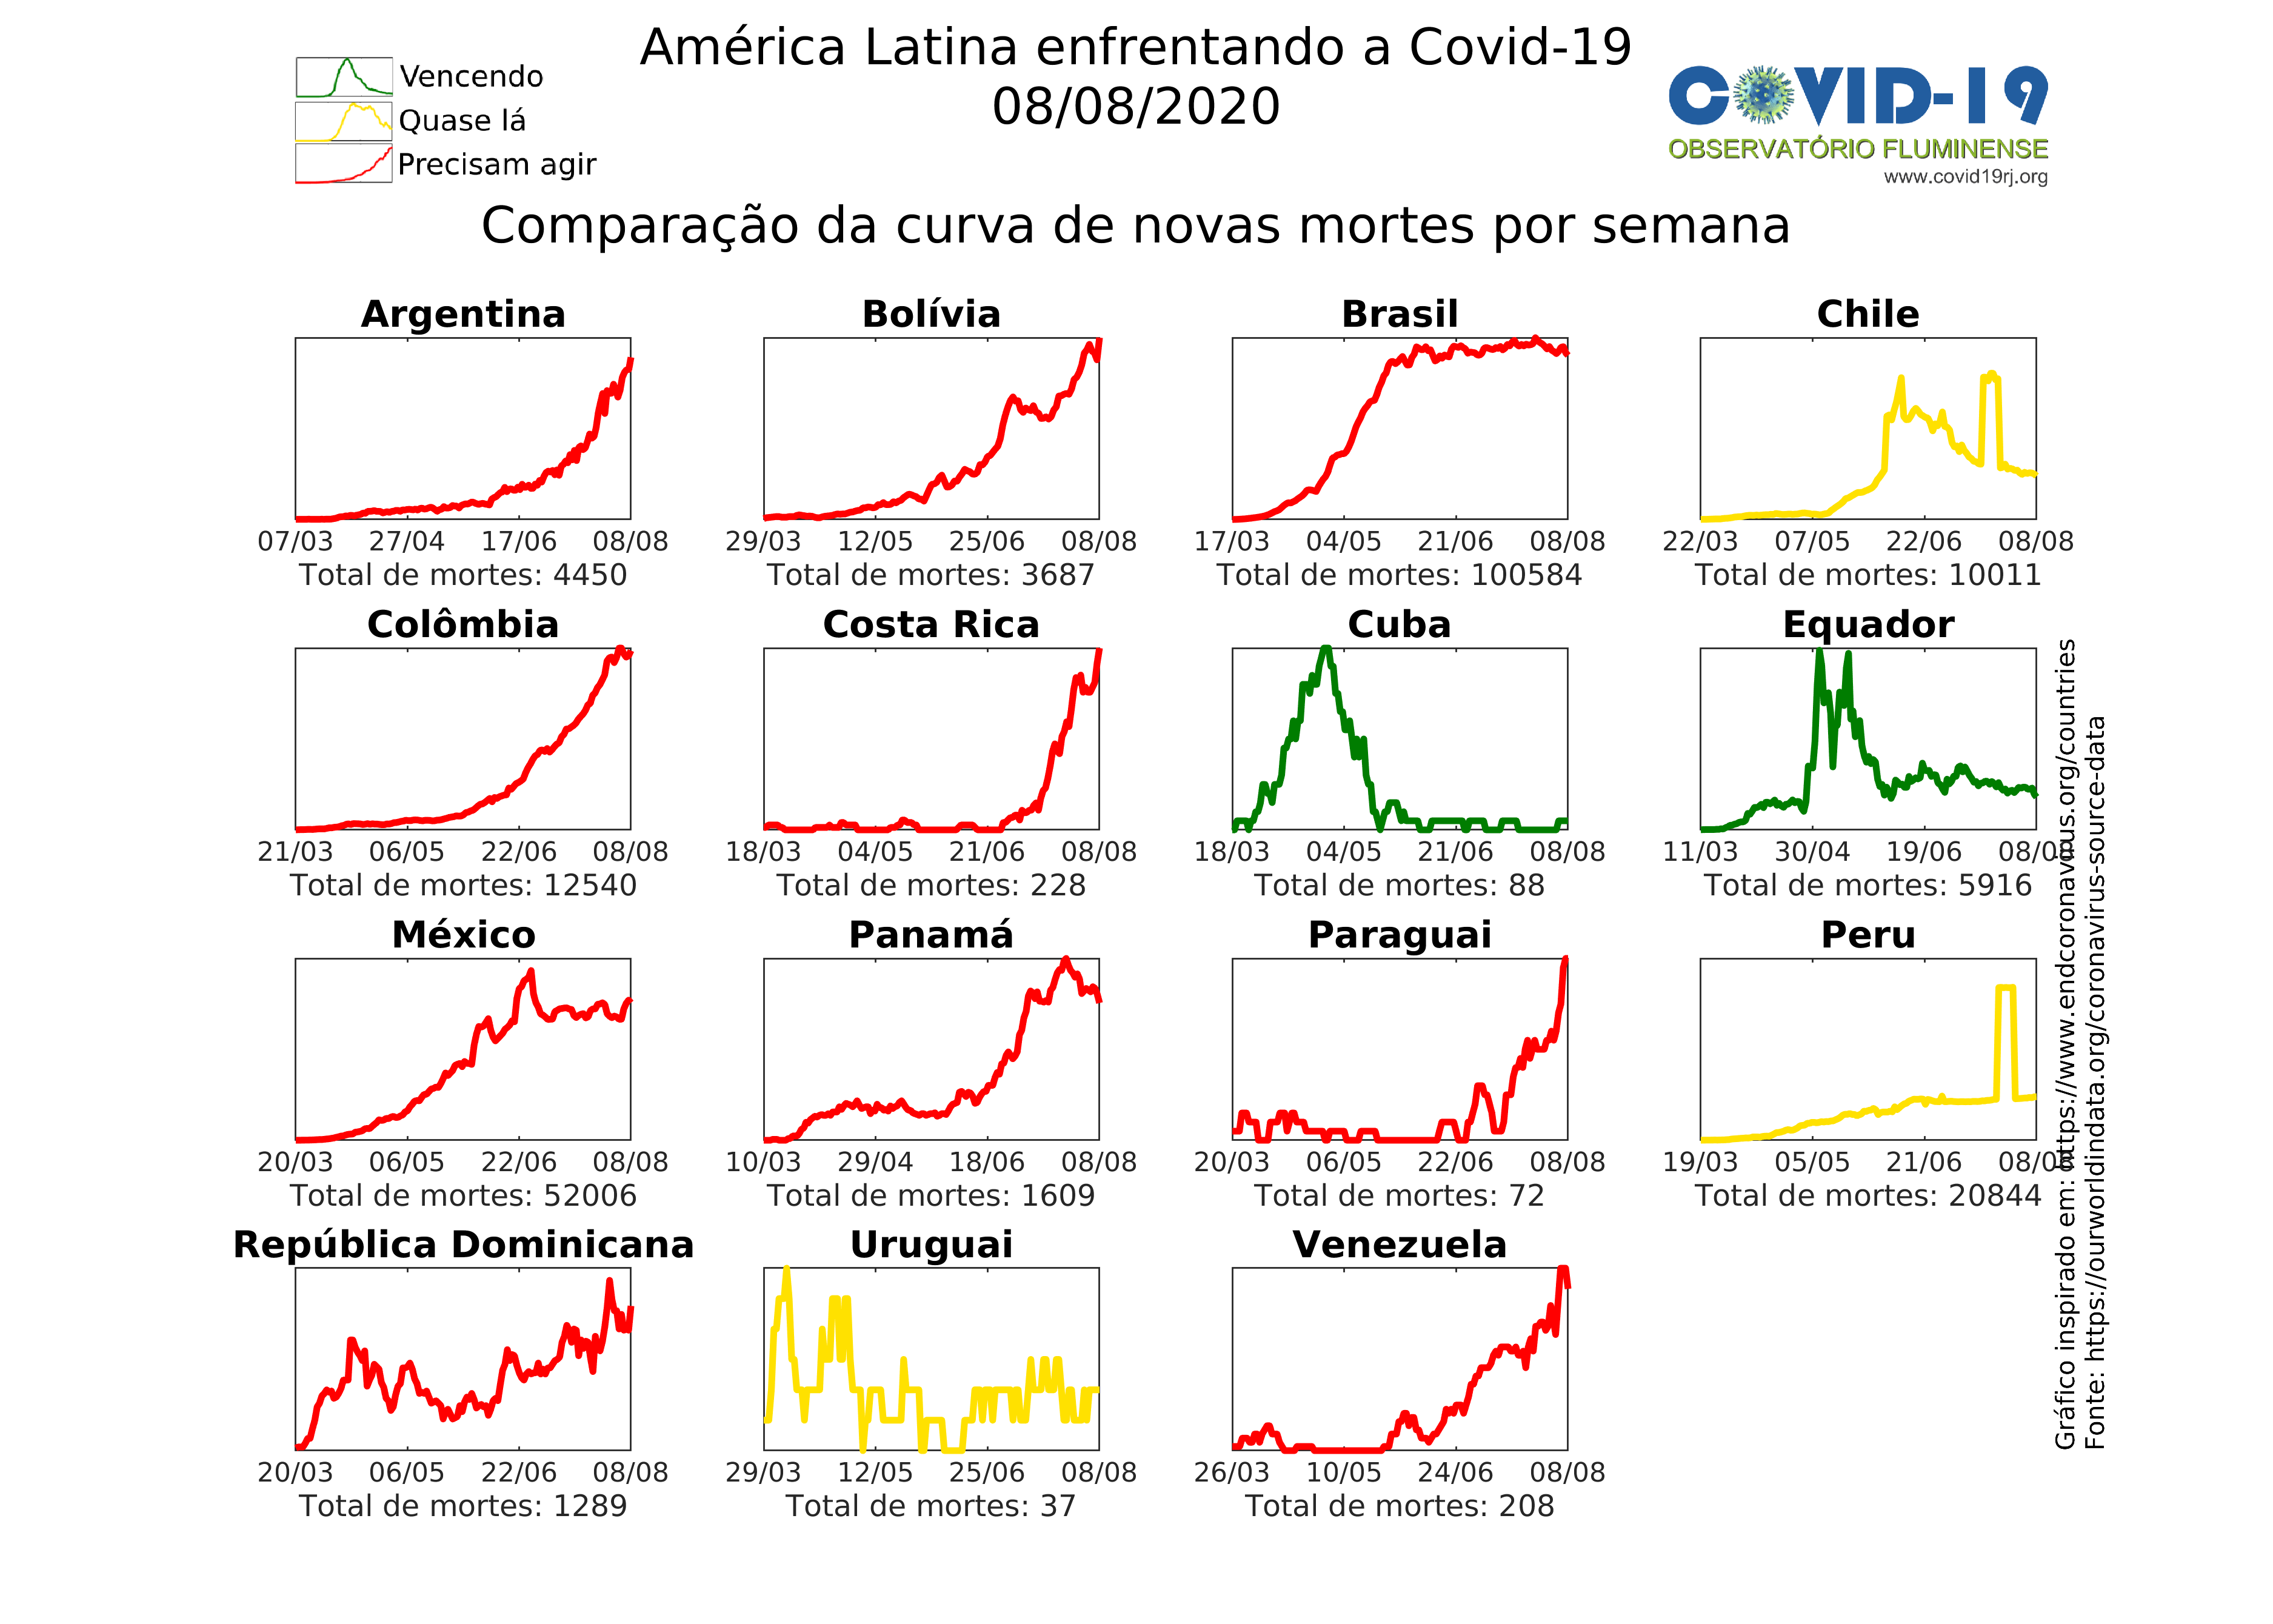 América Latina enfrentando a Covid-19
08/08/2020
Vencendo
Quase lá
Precisam agir
COVID-19
OBSERVATÓRIO FLUMINENSE
www.covid19rj.org
Comparação da curva de novas mortes por semana
Argentina
07/03 27/04 17/06 08/08
Total de mortes: 4450
Bolívia
29/03 12/05 25/06 08/08
Total de mortes: 3687
Brasil
17/03 04/05 21/06 08/08
Total de mortes: 100584
Chile
22/03 07/05 22/06 08/08
Total de mortes: 10011
Colômbia
21/03 06/05 22/06 08/08
Total de mortes: 12540
Costa Rica
18/03 04/05 21/06 08/08
Total de mortes: 228
Cuba
18/03 04/05 21/06 08/08
Total de mortes: 88
Equador
11/03 30/04 19/06 08/08
Total de mortes: 5916
México
20/03 06/05 22/06 08/08
Total de mortes: 52006
Panamá
10/03 29/04 18/06 08/08
Total de mortes: 1609
Paraguai
20/03 06/05 22/06 08/08
Total de mortes: 72
Peru
19/03 05/05 21/06 08/08
Total de mortes: 20844
República Dominicana
20/03 06/05 22/06 08/08
Total de mortes: 1289
Uruguai
29/03 12/05 25/06 08/08
Total de mortes: 37
Venezuela
26/03 10/05 24/06 08/08
Total de mortes: 208
Gráfico inspirado em: https://www.endcoronavirus.org/countries
Fonte: https://ourworldindata.org/coronavirus-source-data